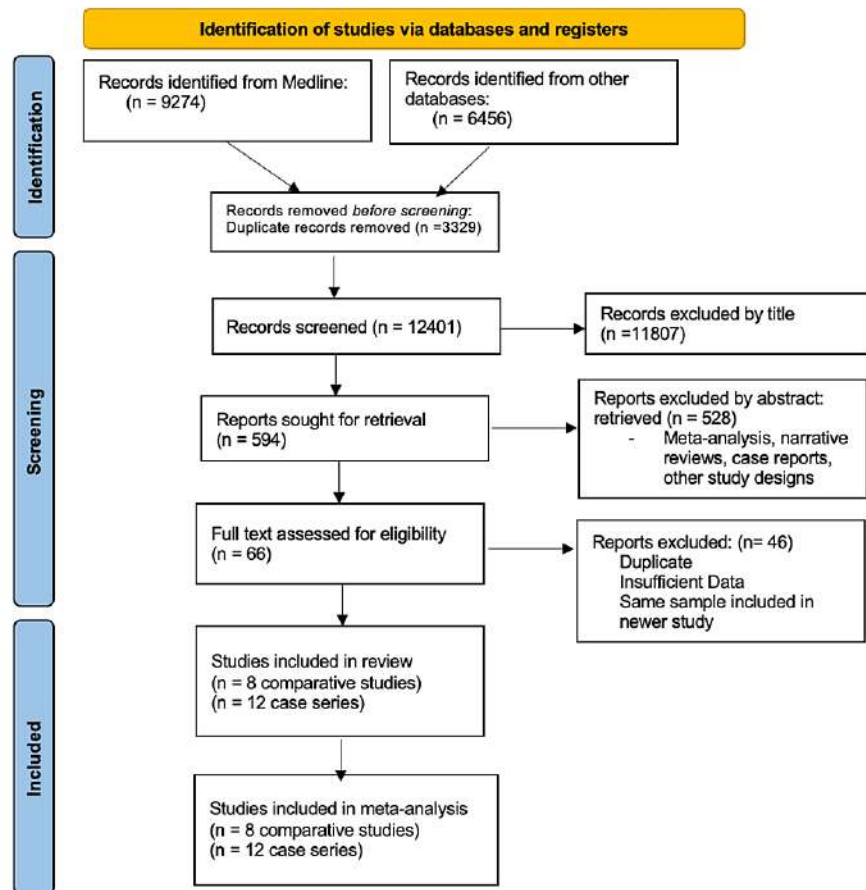 Identification of studies via databases and registers
Identification
Records identified from Medline:
(n = 9274)
Records identified from other
databases:
(n = 6456)
Records removed before screening:
Duplicate records removed (n =3329)
Screening
Records screened (n = 12401)
Records excluded by title
(n =11807)
Reports sought for retrieval
(n = 594)
Reports excluded by abstract:
retrieved (n = 528)
- Meta-analysis, narrative
reviews, case reports,
other study designs
Full text assessed for eligibility
(n = 66)
Reports excluded: (n= 46)
Duplicate
Insufficient Data
Same sample included in
newer study
Included
Studies included in review
(n = 8 comparative studies)
(n = 12 case series)
Studies included in meta-analysis
(n = 8 comparative studies)
(n = 12 case series)